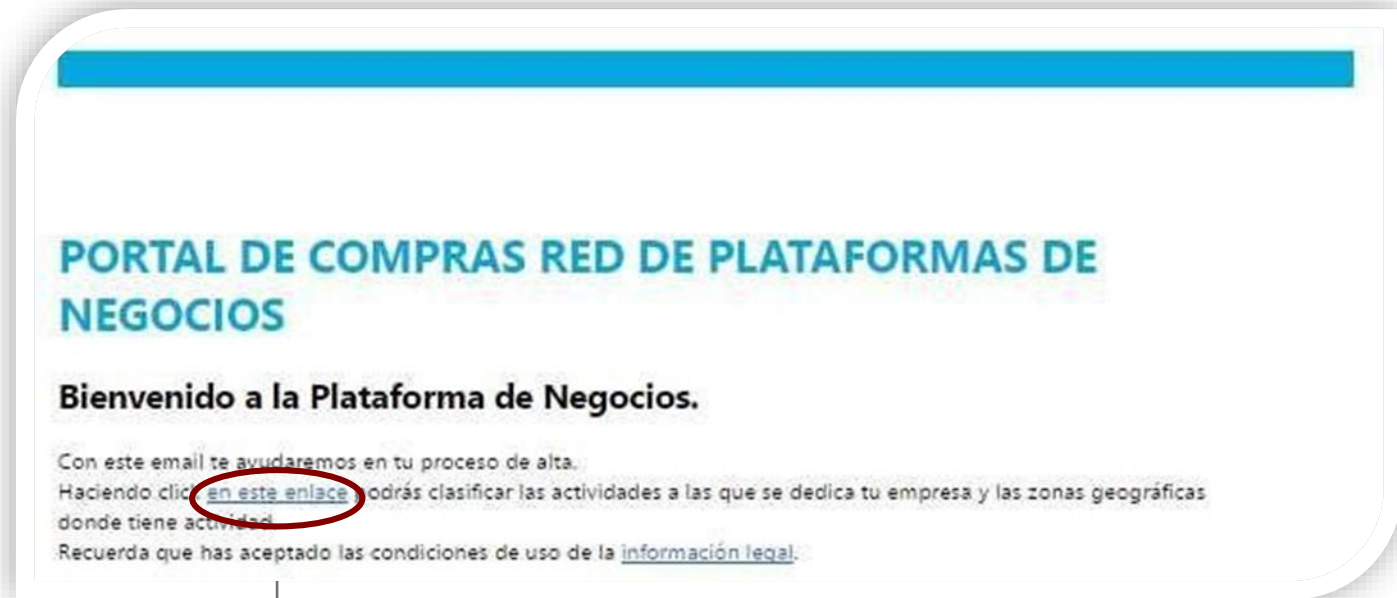 PORTAL DE COMPRAS RED DE PLATAFORMAS DE
NEGOCIOS
Bienvenido a la Plataforma de Negocios.
Con este email te ayudaremos en tu proceso de alta.
Haciendo click en este enlace podrás clasificar las actividades a las que se dedica tu empresa y las zonas geográficas
donde tiene actividad.
Recuerda que has aceptado las condiciones de uso de la información legal.